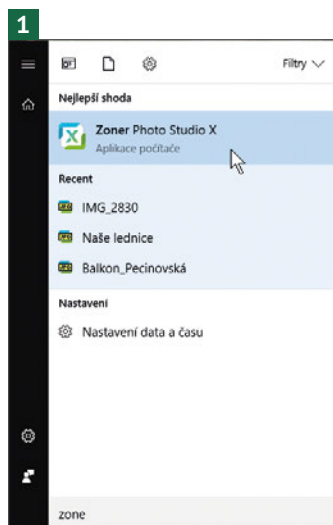 1
Filtry
Nejlepší shoda
Zoner Photo Studio X
Aplikace počítače
Recent
IMG_2830
Naše lednice
Balkon_Pecinovská
Nastavení
Nastavení data a času
zone